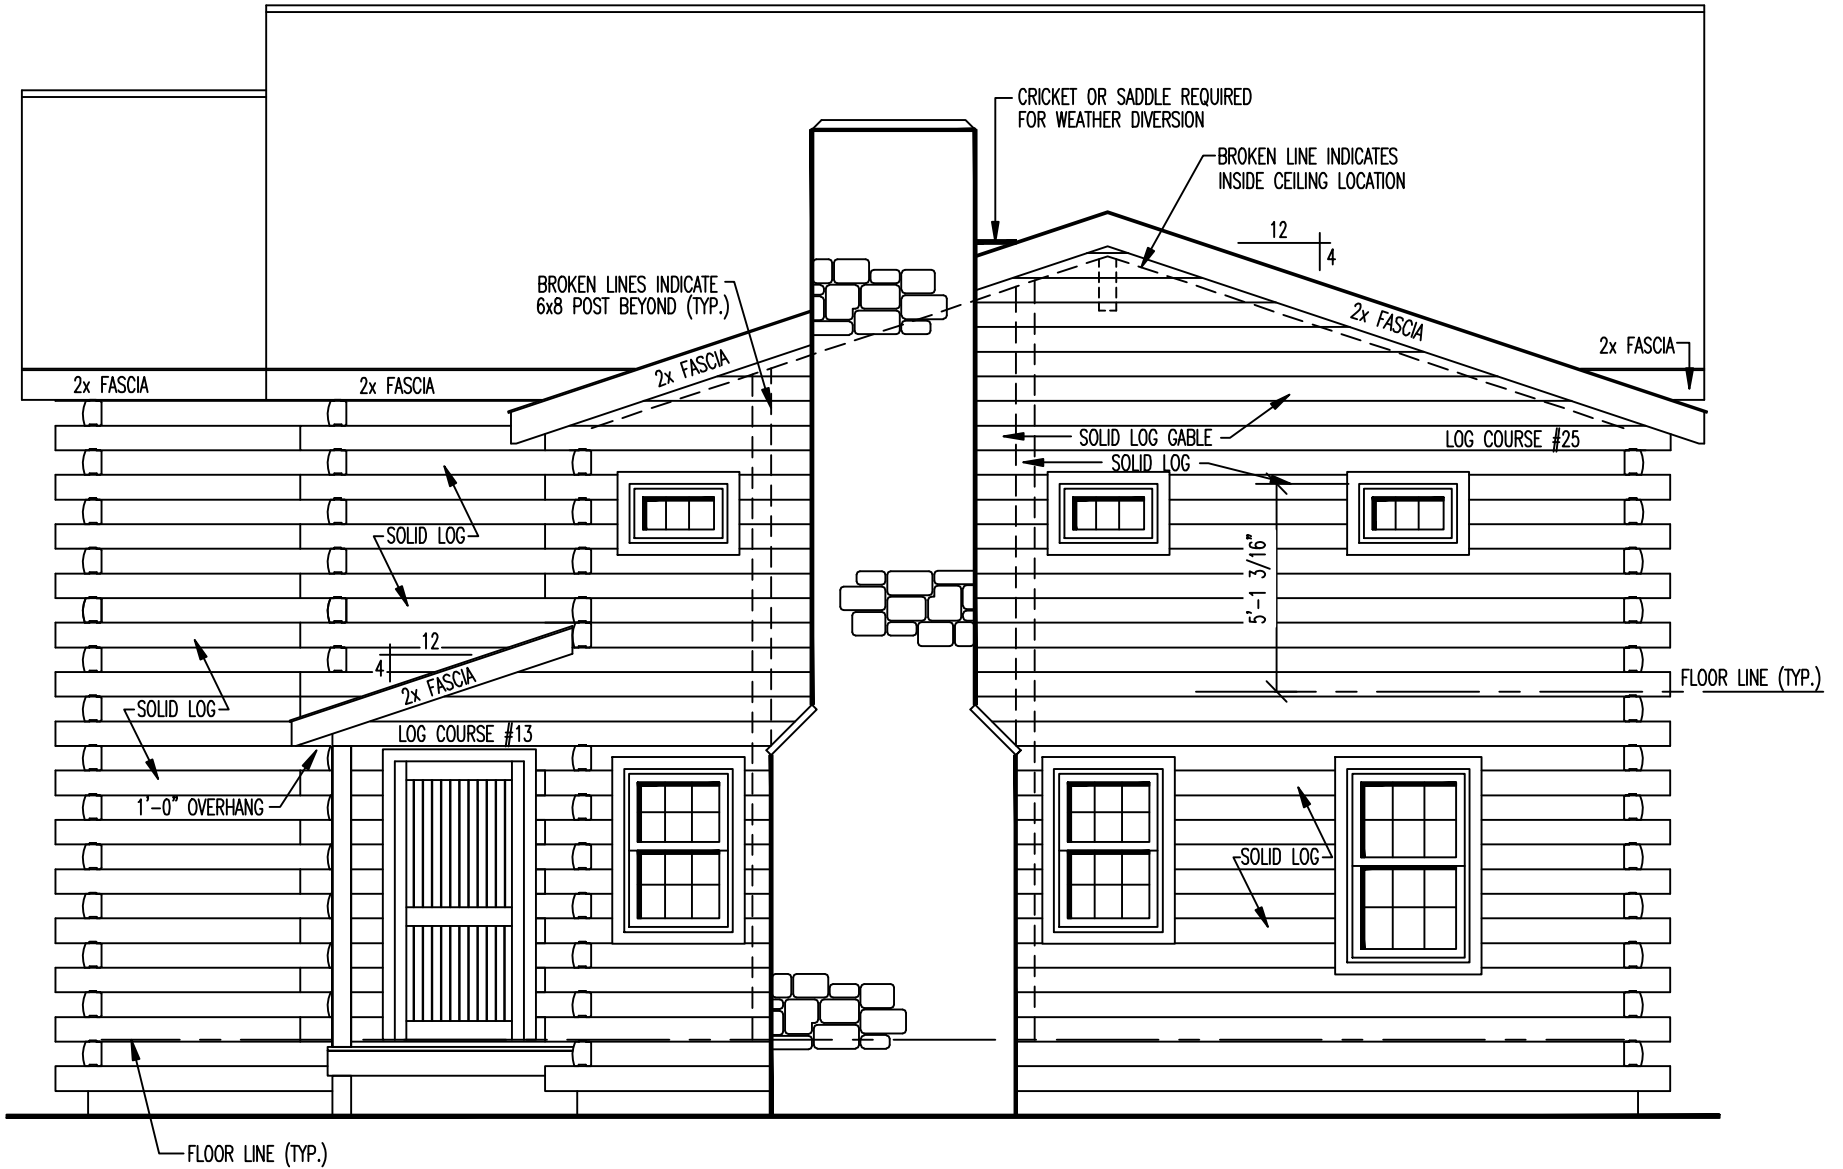 CRICKET OR SADDLE REQUIRED
FOR WEATHER DIVERSION
BROKEN LINE INDICATES
INSIDE CEILING LOCATION
12
4
BROKEN LINES INDICATE
6x8 POST BEYOND (TYP.)
2x FASCIA
2x FASCIA
2x FASCIA
2x FASCIA
2x FASCIA
SOLID LOG GABLE
LOG COURSE #25
SOLID LOG
SOLID LOG
5'-1 3/16"
12
4
2x FASCIA
FLOOR LINE (TYP.)
SOLID LOG
LOG COURSE #13
1'-0" OVERHANG
SOLID LOG
FLOOR LINE (TYP.)